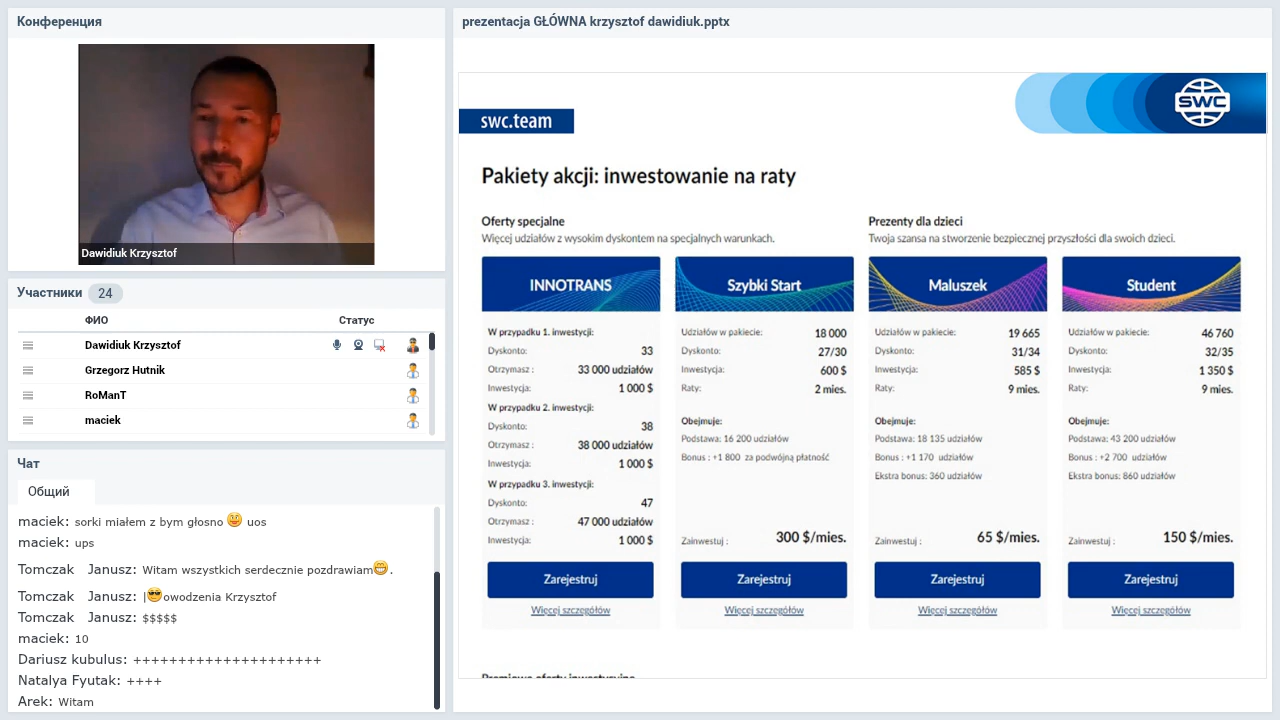 Конференция
Dawidiuk Krzysztof
Участники 24
ФИО Статус
Dawidiuk Krzysztof
Grzegorz Hutnik
RoManT
maciek
Чат
Общий
maciek: sorki miałem z bym głosno uos
maciek: ups
Tomczak Janusz: Witam wszystkich serdecznie pozdrawiam.
Tomczak Janusz: |owodzenia Krzysztof
Tomczak Janusz: $$$$$
maciek: 10
Dariusz kubulus: +++++++++++++++++++++
Natalya Fyutak: ++++
Arek: Witam
prezentacja GŁÓWNA krzysztof dawidiuk.pptx
swc.team
SWC
Pakiety akcji: inwestowanie na raty
Oferty specjalne
Więcej udziałów z wysokim dyskontem na specjalnych warunkach.
Prezenty dla dzieci
Twoja szansa na stworzenie bezpiecznej przyszłości dla swoich dzieci.
INNOTRANS
W przypadku 1. inwestycji:
Dyskonto: 33
Otrzymasz : 33 000 udziałów
Inwestycja: 1 000 $
W przypadku 2. inwestycji:
Dyskonto: 38
Otrzymasz : 38 000 udziałów
Inwestycja: 1 000 $
W przypadku 3. inwestycji:
Dyskonto: 47
Otrzymasz : 47 000 udziałów
Inwestycja: 1 000 $
Zarejestruj
Więcej szczegółów
Szybki Start
Udziałów w pakiecie: 18 000
Dyskonto: 27/30
Inwestycja: 600 $
Raty: 2 mies.
Obejmuje:
Podstawa: 16 200 udziałów
Bonus : +1 800 za podwójną płatność
Zainwestuj : 300 $/mies.
Zarejestruj
Więcej szczegółów
Maluszek
Udziałów w pakiecie: 19 665
Dyskonto: 31/34
Inwestycja: 585 $
Raty: 9 mies.
Obejmuje:
Podstawa: 18 135 udziałów
Bonus : +1 170 udziałów
Ekstra bonus: 360 udziałów
Zainwestuj : 65 $/mies.
Zarejestruj
Więcej szczegółów
Student
Udziałów w pakiecie: 46 760
Dyskonto: 32/35
Inwestycja: 1 350 $
Raty: 9 mies.
Obejmuje:
Podstawa: 43 200 udziałów
Bonus : +2 700 udziałów
Ekstra bonus: 860 udziałów
Zainwestuj : 150 $/mies.
Zarejestruj
Więcej szczegółów